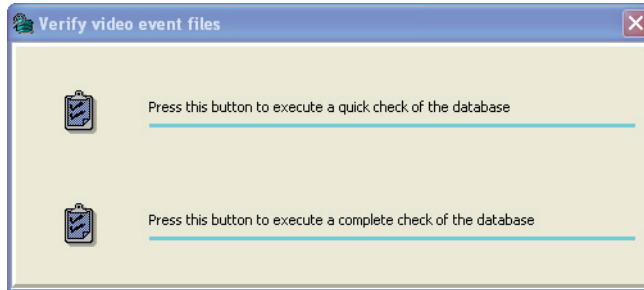 Verify video event files
Press this button to execute a quick check of the database
Press this button to execute a complete check of the database